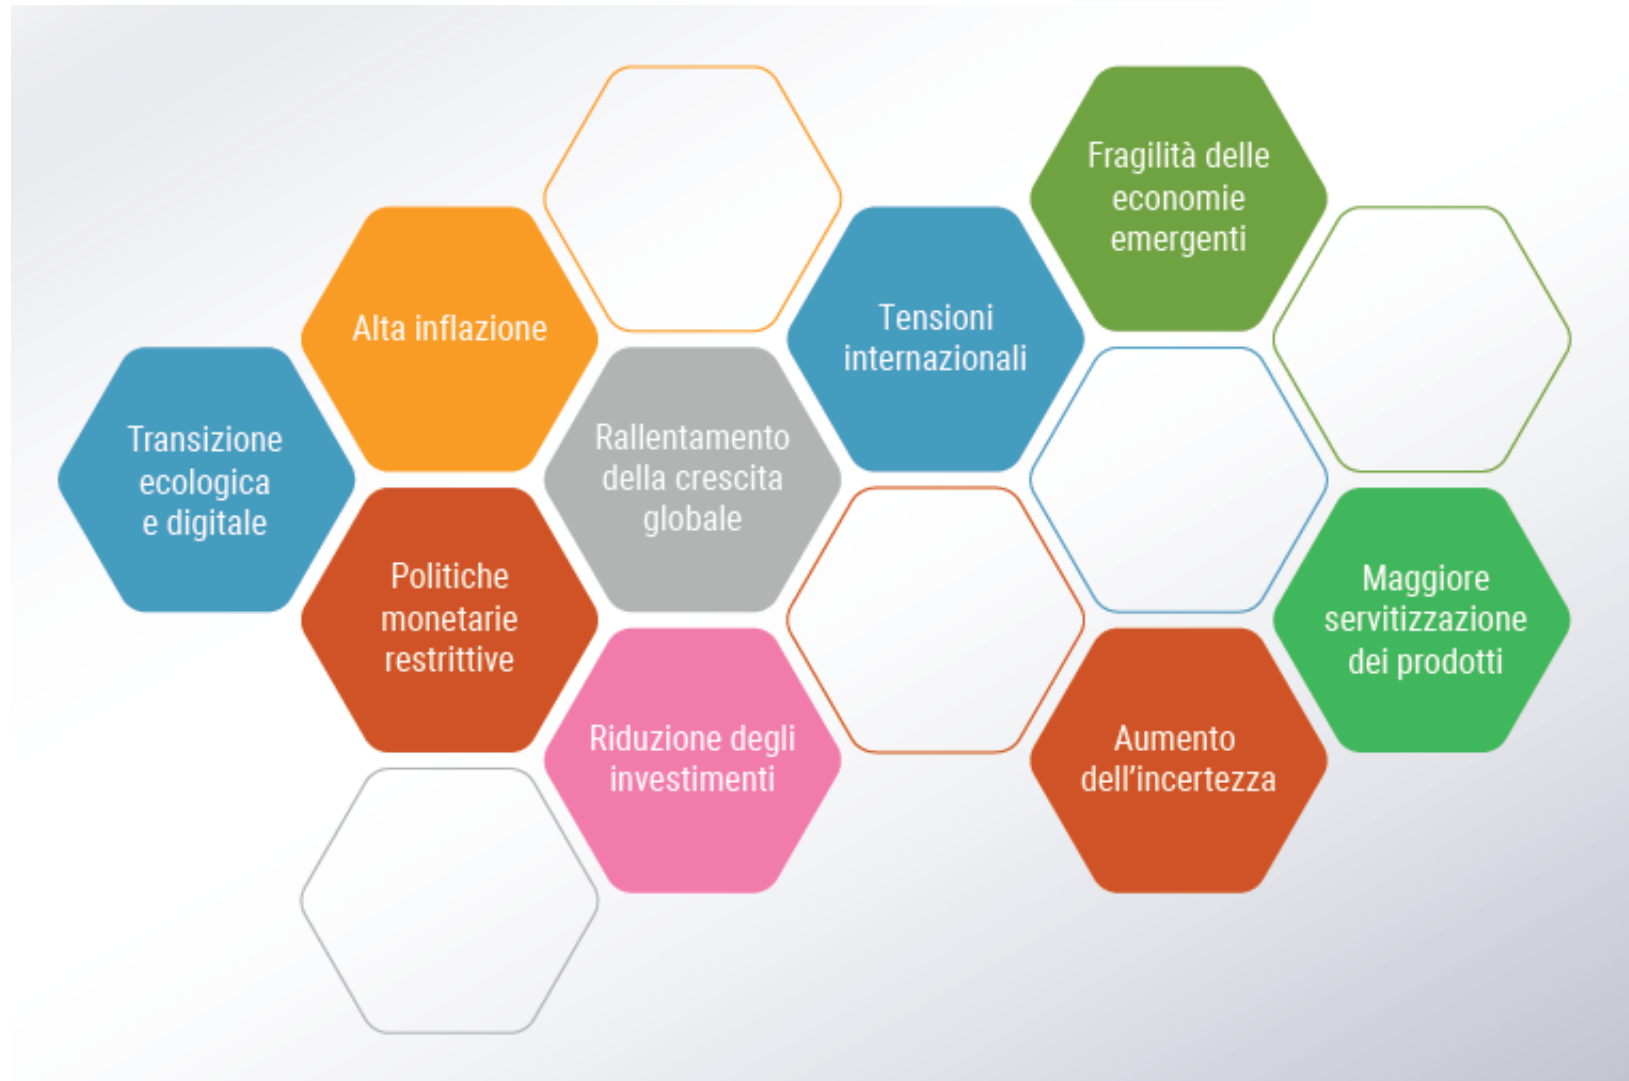 Fragilità delle
economie
emergenti
Alta inflazione
Tensioni
internazionali
Transizione
ecologica
e digitale
Rallentamento
della crescita
globale
Politiche
monetarie
restrittive
Maggiore
servitizzazione
dei prodotti
Riduzione degli
investimenti
Aumento
dell’incertezza